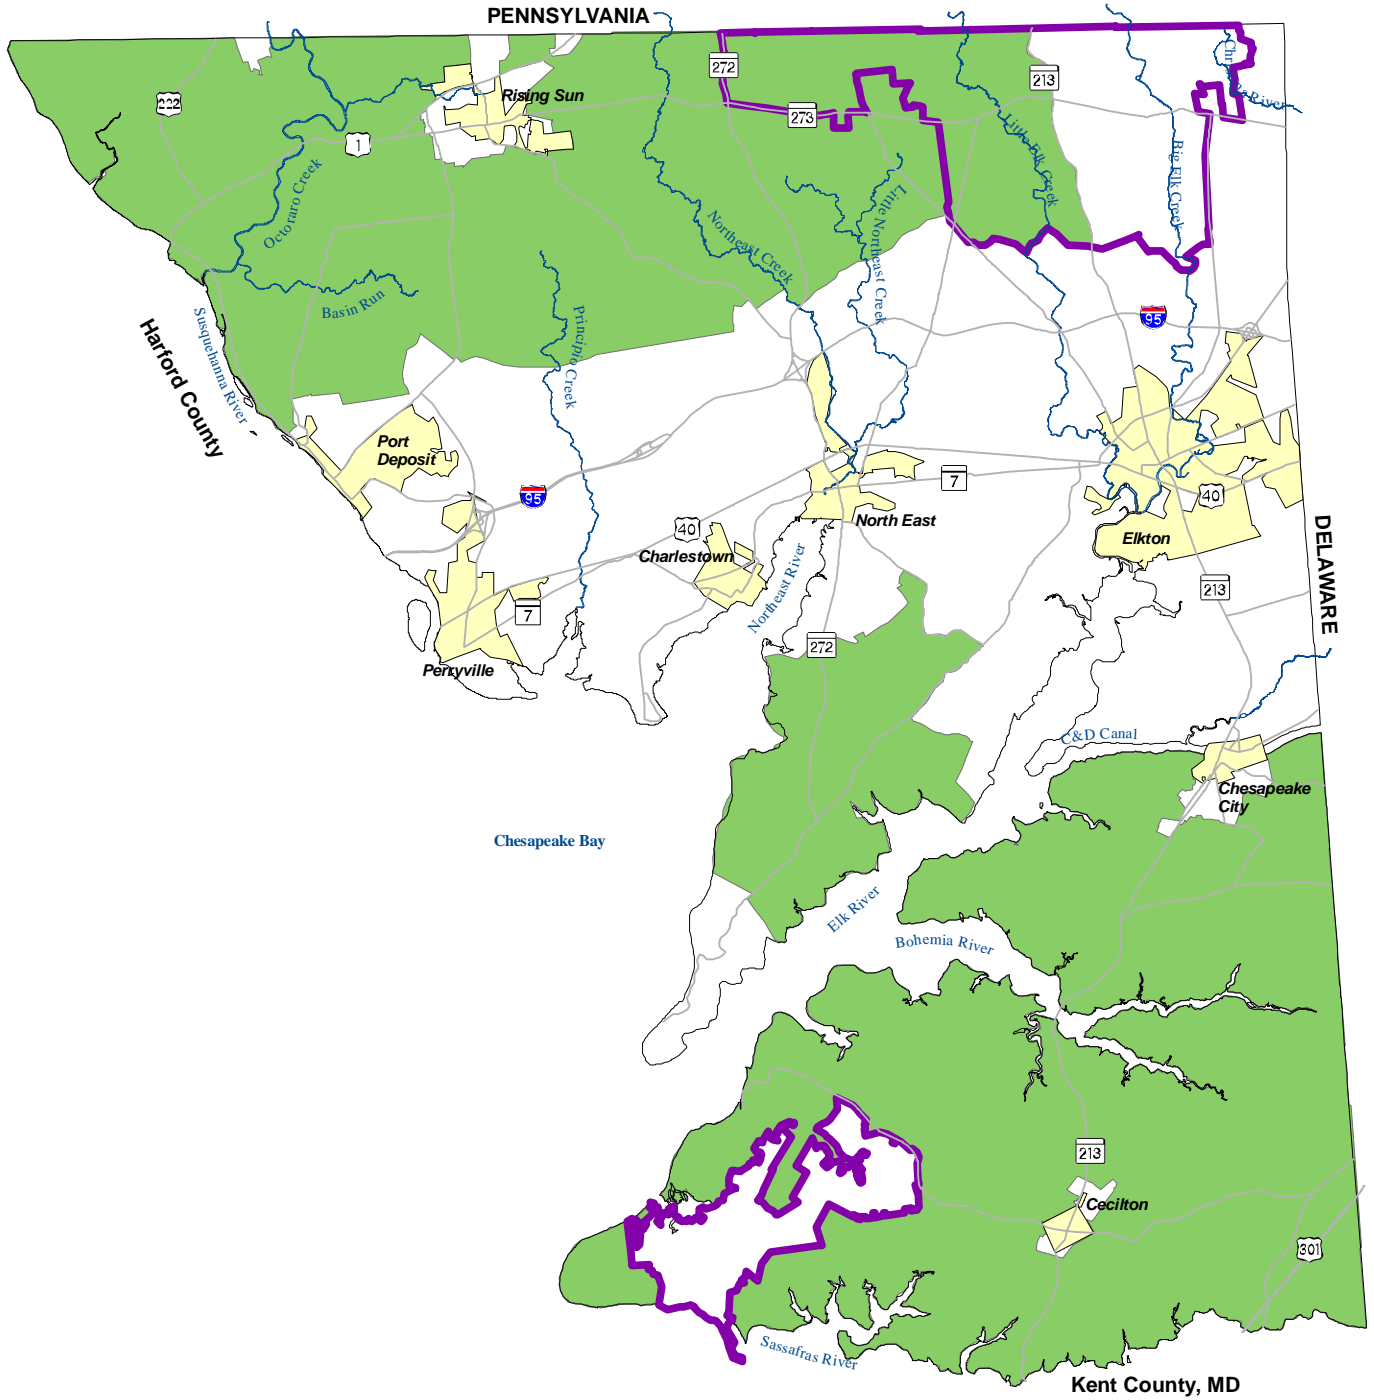 PENNSYLVANIA
272
213
222
Rising Sun
273
1
Christina River
Little Elk Creek
Big Elk Creek
Octoraro Creek
Little Northeast Creek
Northeast Creek
Basin Run
Principio Creek
Susquehanna River
Harford County
95
Port
Deposit
7
95
40
North East
40
Elkton
DELAWARE
Charlestown
Northeast River
213
7
272
Perryville
C&D Canal
Chesapeake
City
Chesapeake Bay
Elk River
Bohemia River
213
Cecilton
301
Sassafras River
Kent County, MD